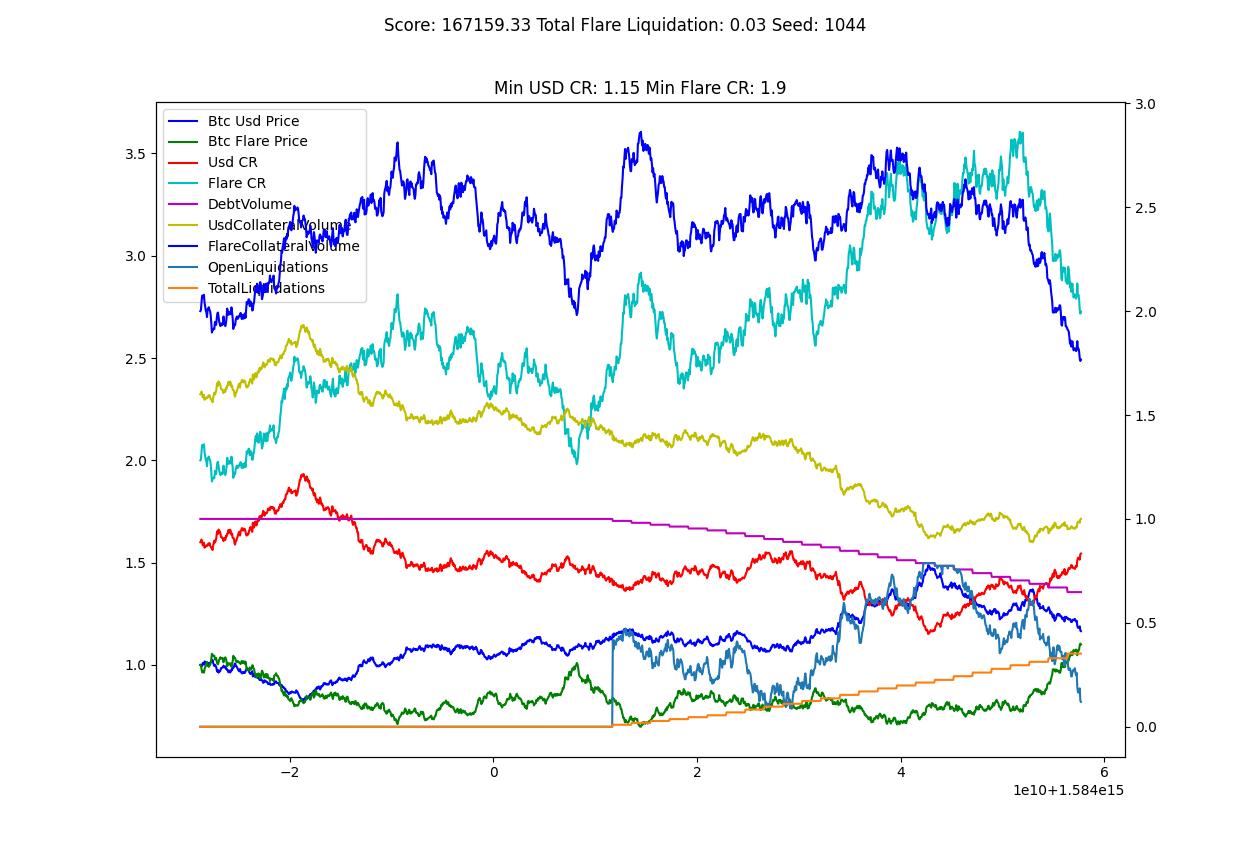 Score: 167159.33 Total Flare Liquidation: 0.03 Seed: 1044
Min USD CR: 1.15 Min Flare CR: 1.9
Btc Usd Price
Btc Flare Price
Usd CR
Flare CR
DebtVolume
UsdCollateralVolume
FlareCollateralVolume
OpenLiquidations
TotalLiquidations
3.5
3.0
2.5
2.0
1.5
1.0
3.0
2.5
2.0
1.5
1.0
0.5
0.0
−2
0
2
4
6
1e10+1.584e15